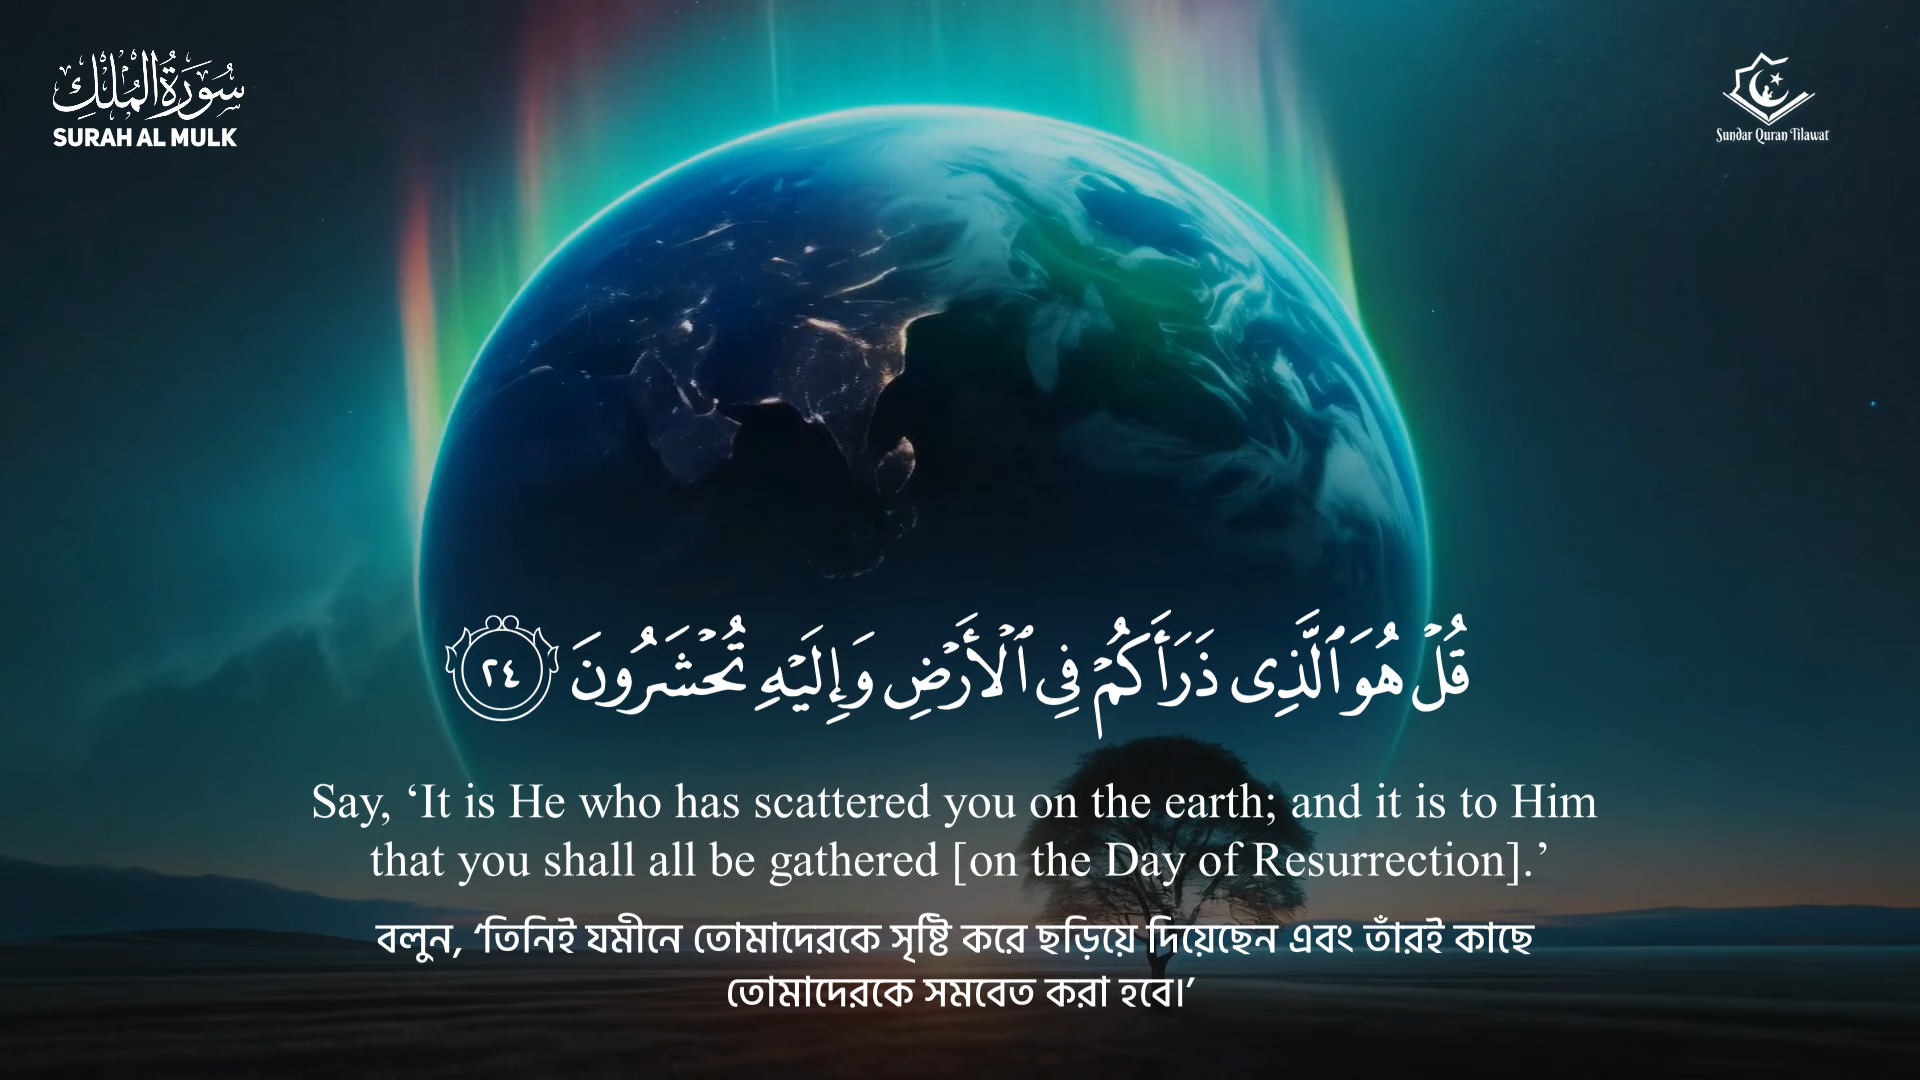 سُورَةُ الْمُلْكِ
SURAH AL MULK
Sundar Quran Tilawat
قُلْ هُوَ ٱلَّذِى ذَرَأَكُمْ فِى ٱلْأَرْضِ وَإِلَيْهِ تُحْشَرُونَ ٢٤
Say, ‘It is He who has scattered you on the earth; and it is to Him
that you shall all be gathered [on the Day of Resurrection].’
বলুন, ‘তিনিই যমীনে তোমাদেরকে সৃষ্টি করে ছড়িয়ে দিয়েছেন এবং তাঁরই কাছে
তোমাদেরকে সমবেত করা হবে।’